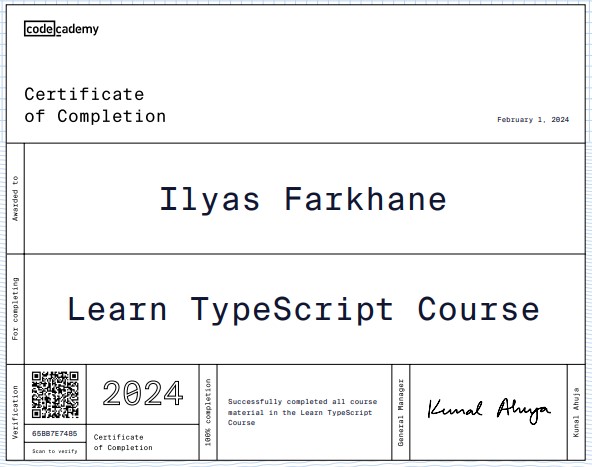 codecademy
Certificate
of Completion
February 1, 2024
Awarded to
Ilyas Farkhane
For completing
Learn TypeScript Course
Verification
65BB7E7485
Scan to verify
2024
Certificate
of Completion
100% completion
Successfully completed all course
material in the Learn TypeScript
Course
General Manager
Kunal Ahuja
Kunal Ahuja